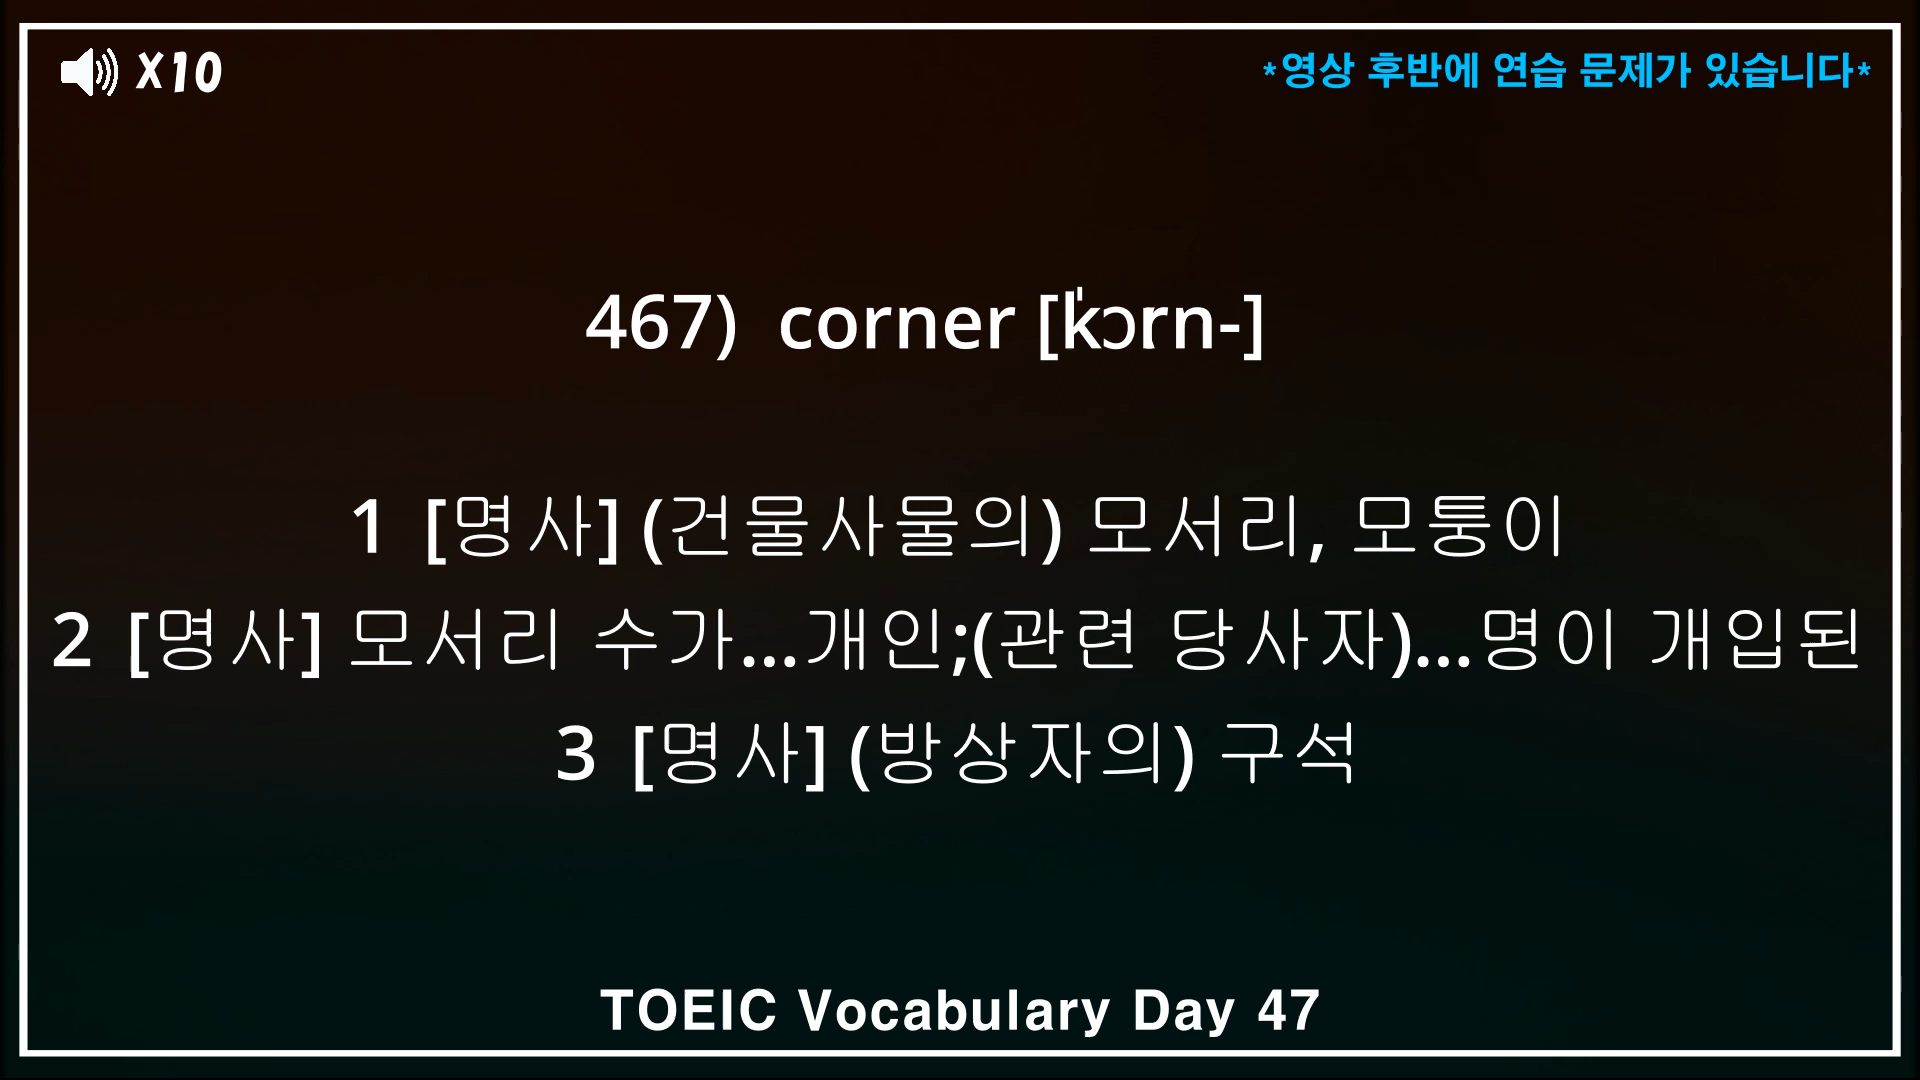 X10
*영상 후반에 연습 문제가 있습니다*
467) corner [ˈkɔrn-]
1 [명사] (건물사물의) 모서리, 모퉁이
2 [명사] 모서리 수가...개인;(관련 당사자)...명이 개입된
3 [명사] (방상자의) 구석
TOEIC Vocabulary Day 47